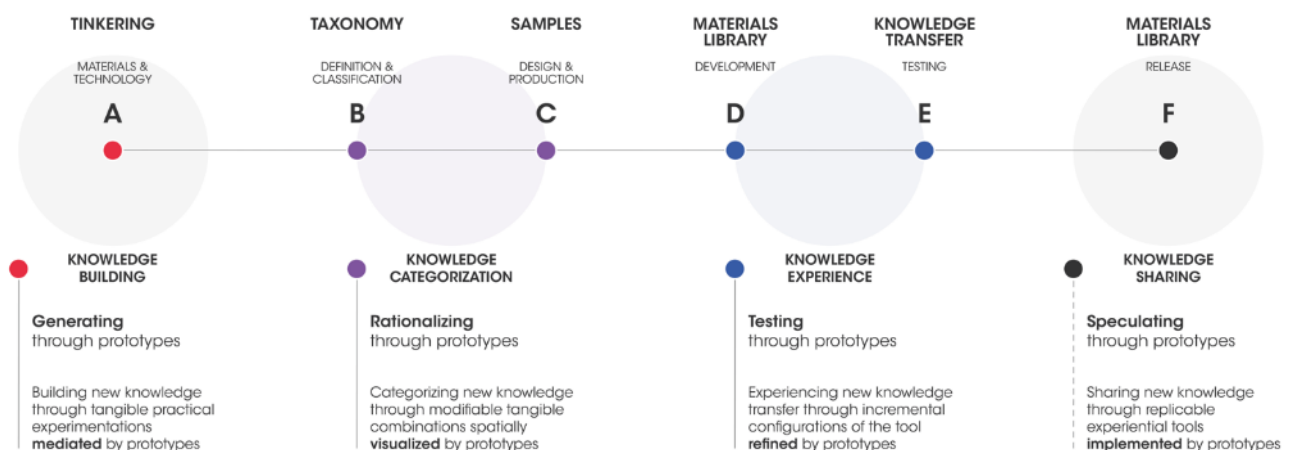 TINKERING
MATERIALS &
TECHNOLOGY
A
TAXONOMY
DEFINITION &
CLASSIFICATION
B
SAMPLES
DESIGN &
PRODUCTION
C
MATERIALS
LIBRARY
DEVELOPMENT
D
KNOWLEDGE
TRANSFER
TESTING
E
MATERIALS
LIBRARY
RELEASE
F
KNOWLEDGE
BUILDING
Generating
through prototypes
Building new knowledge
through tangible practical
experimentations
mediated by prototypes
KNOWLEDGE
CATEGORIZATION
Rationalizing
through prototypes
Categorizing new knowledge
through modifiable tangible
combinations spatially
visualized by prototypes
KNOWLEDGE
EXPERIENCE
Testing
through prototypes
Experiencing new knowledge
transfer through incremental
configurations of the tool
refined by prototypes
KNOWLEDGE
SHARING
Speculating
through prototypes
Sharing new knowledge
through replicable
experiential tools
implemented by prototypes